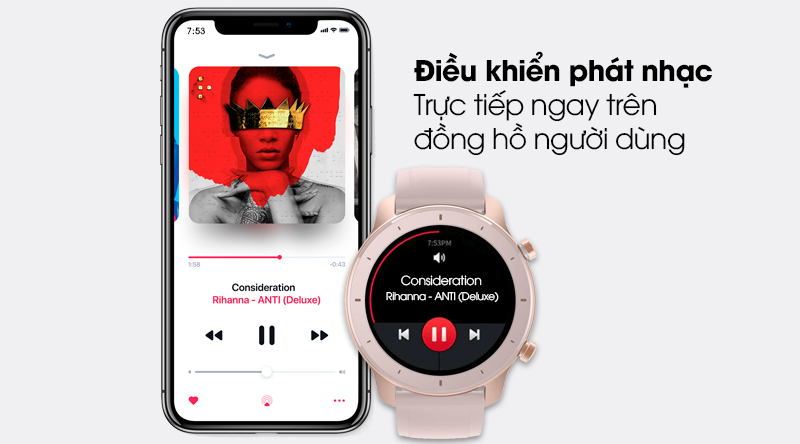 7:53
1:58
-0:43
Consideration
Rihanna - ANTI (Deluxe)
Điều khiển phát nhạc
Trực tiếp ngay trên
đồng hồ người dùng
7:53PM
Consideration
Rihanna - ANTI (Deluxe)